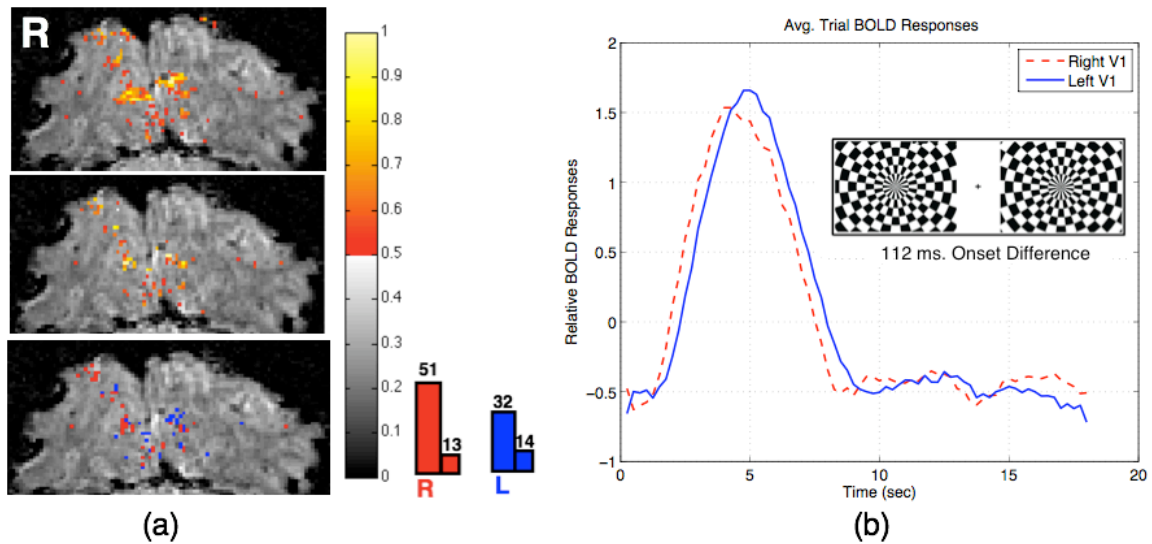 R
1
0.9
0.8
0.7
0.6
0.5
0.4
0.3
0.2
0.1
0
51
13
R
32
14
L
(a)
Avg. Trial BOLD Responses
Right V1
Left V1
112 ms. Onset Difference
Relative BOLD Responses
2
1.5
1
0.5
0
−0.5
−1
0
5
10
15
20
Time (sec)
(b)